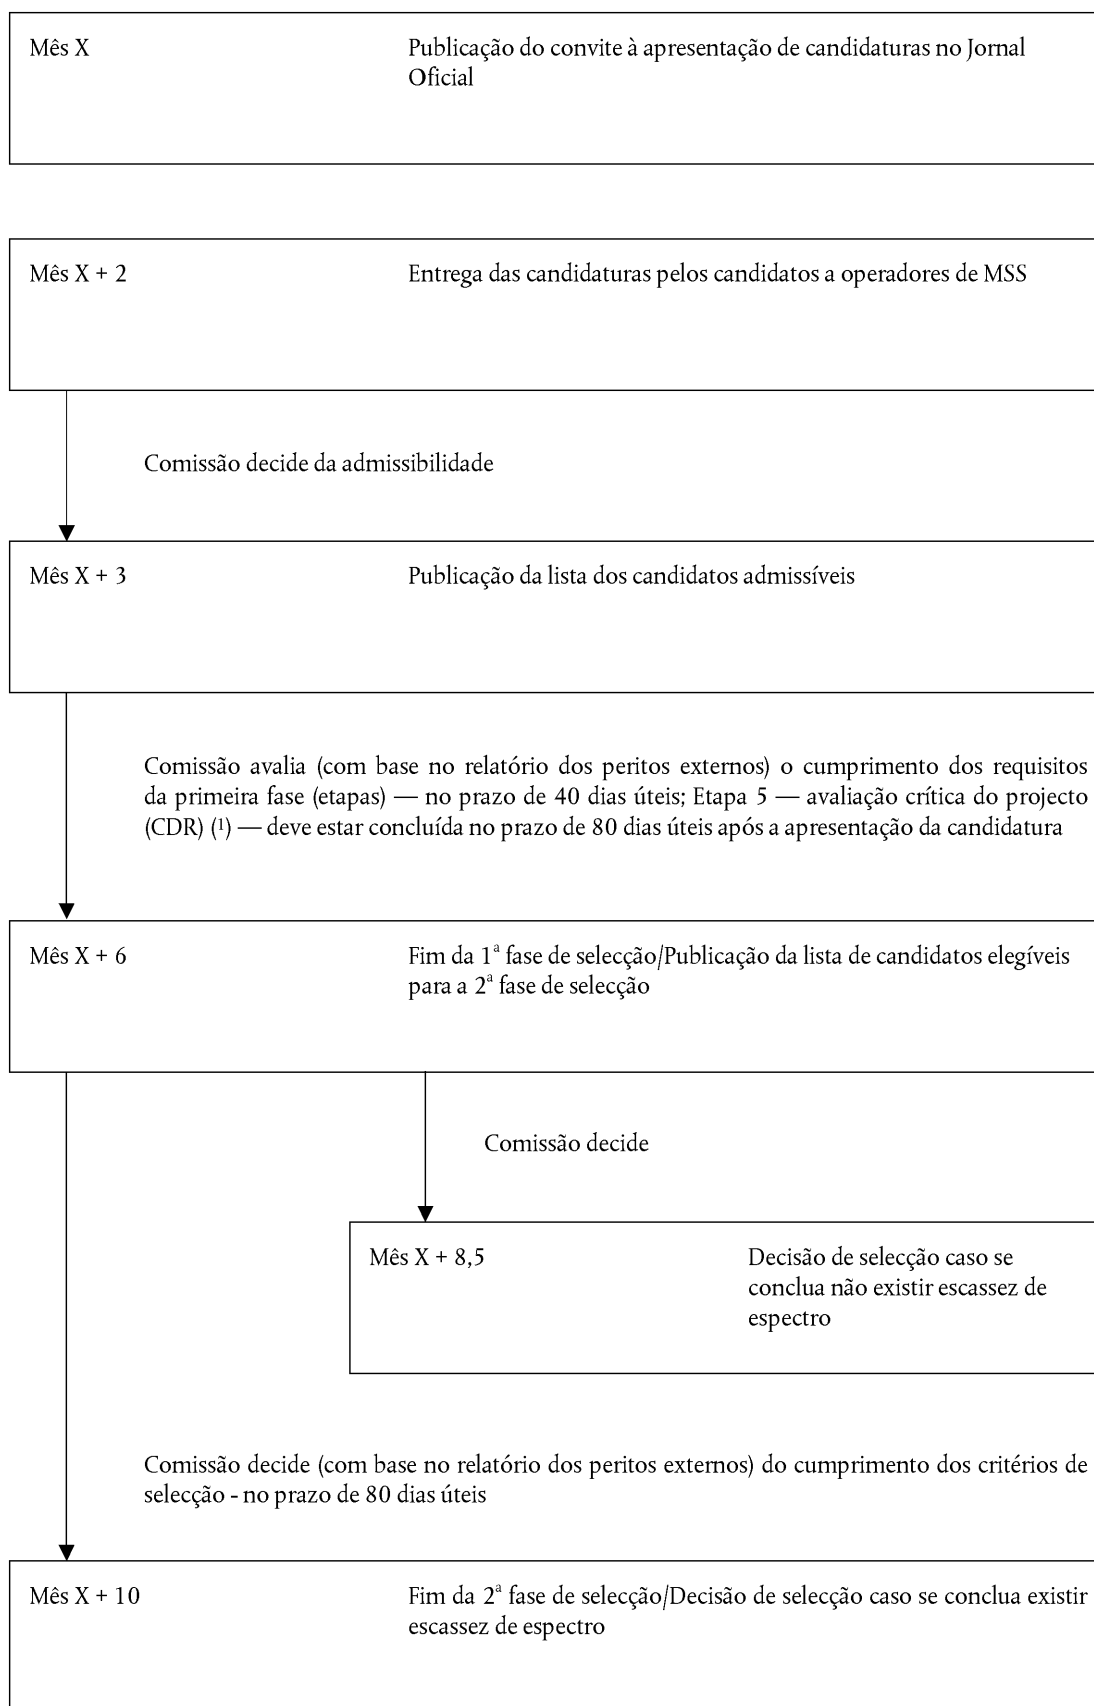 Mês X Publicação do convite à apresentação de candidaturas no Jornal
Oficial
Mês X + 2 Entrega das candidaturas pelos candidatos a operadores de MSS
Comissão decide da admissibilidade
Mês X + 3 Publicação da lista dos candidatos admissíveis
Comissão avalia (com base no relatório dos peritos externos) o cumprimento dos requisitos
da primeira fase (etapas) — no prazo de 40 dias úteis; Etapa 5 — avaliação crítica do projecto
(CDR) (¹) — deve estar concluída no prazo de 80 dias úteis após a apresentação da candidatura
Mês X + 6 Fim da 1ª fase de selecção/Publicação da lista de candidatos elegíveis
para a 2ª fase de selecção
Comissão decide
Mês X + 8,5 Decisão de selecção caso se
conclua não existir escassez de
espectro
Comissão decide (com base no relatório dos peritos externos) do cumprimento dos critérios de
selecção - no prazo de 80 dias úteis
Mês X + 10 Fim da 2ª fase de selecção/Decisão de selecção caso se conclua existir
escassez de espectro